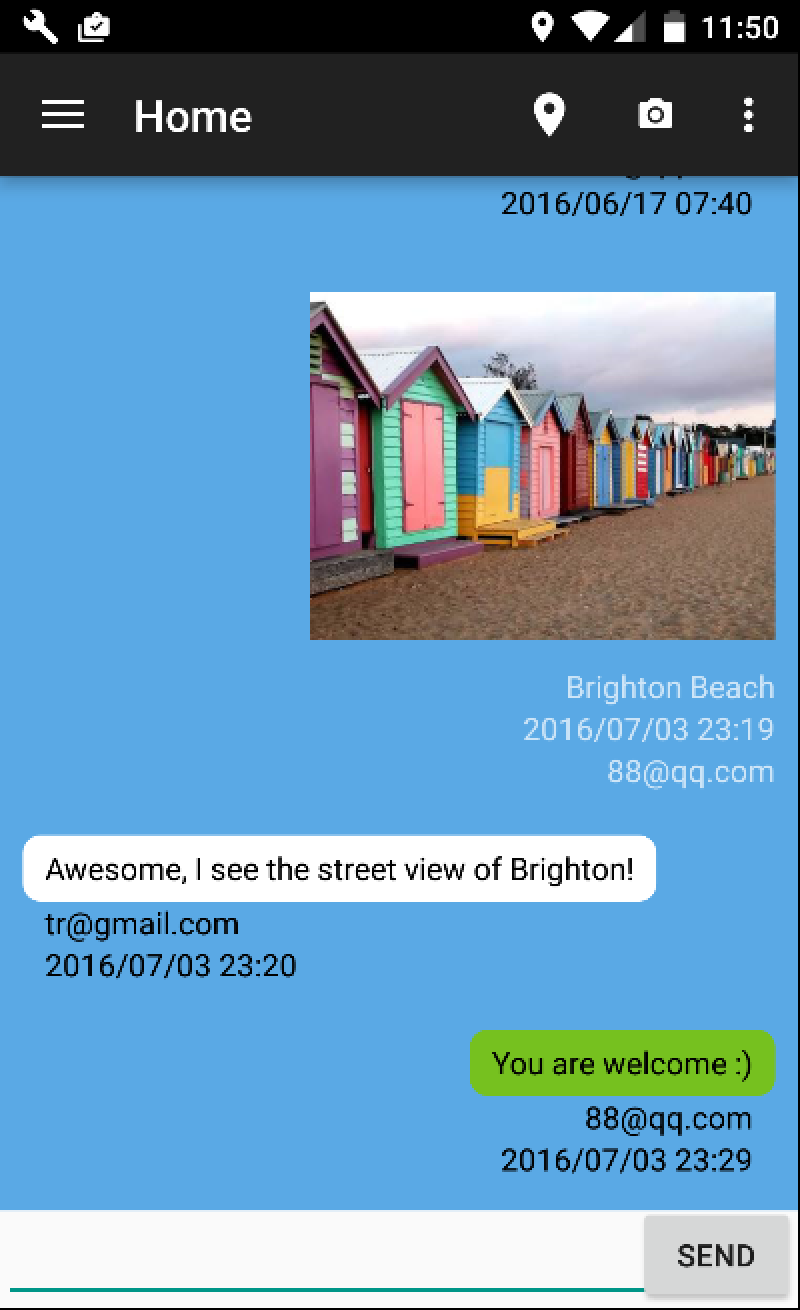 11:50
Home
2016/06/17 07:40
Brighton Beach
2016/07/03 23:19
88@qq.com
Awesome, I see the street view of Brighton!
tr@gmail.com
2016/07/03 23:20
You are welcome :)
88@qq.com
2016/07/03 23:29
SEND